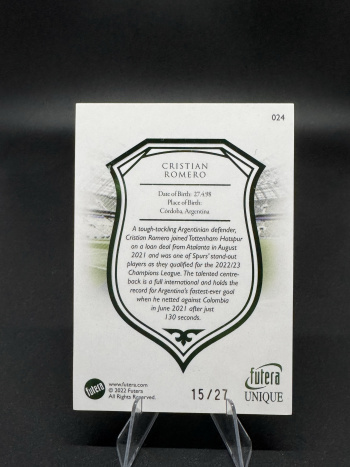 024
CRISTIAN
ROMERO
Date of Birth: 27.4.98
Place of Birth:
Córdoba, Argentina
A tough-tackling Argentinian defender,
Cristian Romero joined Tottenham Hotspur
on a loan deal from Atalanta in August
2021 and was one of Spurs' stand-out
players as they qualified for the 2022/23
Champions League. The talented centre-
back is a full international and holds the
record for Argentina's fastest-ever goal
when he netted against Colombia
in June 2021 after just
130 seconds.
futera
www.futera.com
© 2022 Futera
All Rights Reserved.
15/27
futera
UNIQUE